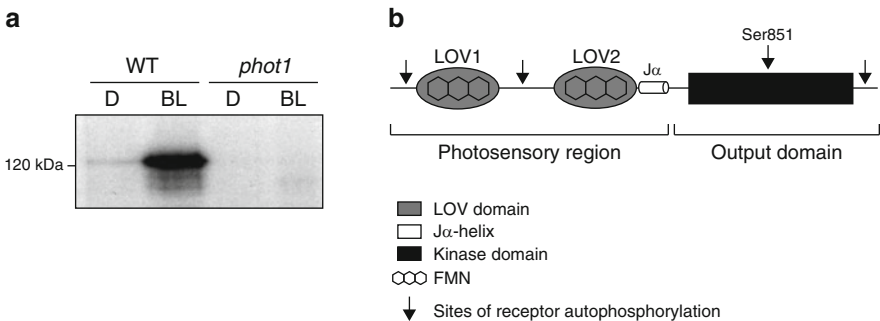 a
WT phot1
D BL D BL
120 kDa
b
Ser851
LOV1 LOV2 Jα
Photosensory region Output domain
LOV domain
Jα-helix
Kinase domain
FMN
Sites of receptor autophosphorylation